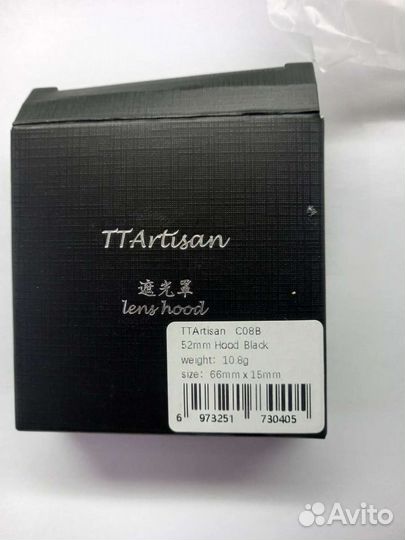 TTArtisan
遮光罩
lens hood
TTArtisan C08B
52mm Hood Black
weight: 10.8g
size: 66mm x 15mm
6 973251 730405
Avito